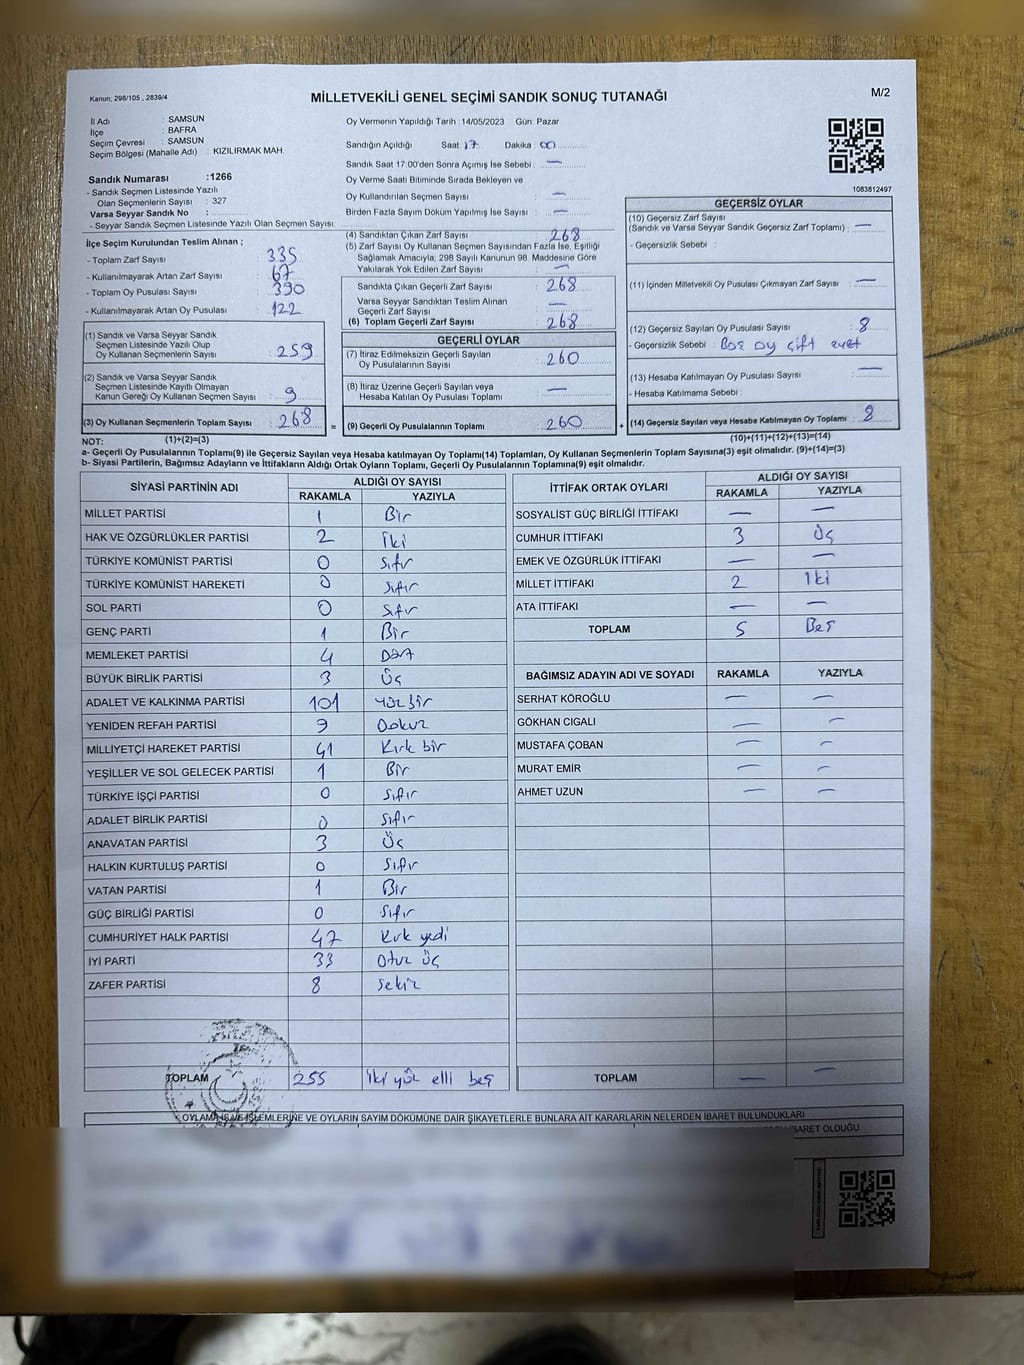 Kanun; 298/105 , 2839/4
MİLLETVEKİLİ GENEL SEÇİMİ SANDIK SONUÇ TUTANAĞI
M/2
İl Adı : SAMSUN
İlçe : BAFRA
Seçim Çevresi : SAMSUN
Seçim Bölgesi (Mahalle Adı) : KIZILIRMAK MAH.
Sandık Numarası :1266
- Sandık Seçmen Listesinde Yazılı
Olan Seçmenlerin Sayısı : 327
Varsa Seyyar Sandık No :
- Seyyar Sandık Seçmen Listesinde Yazılı Olan Seçmen Sayısı
İlçe Seçim Kurulundan Teslim Alınan ;
- Toplam Zarf Sayısı : 335
- Kullanılmayarak Artan Zarf Sayısı : 67
- Toplam Oy Pusulası Sayısı : 390
- Kullanılmayarak Artan Oy Pusulası : 122
(1) Sandık ve Varsa Seyyar Sandık
Seçmen Listesinde Yazılı Olup
Oy Kullanan Seçmenlerin Sayısı : 259
(2) Sandık ve Varsa Seyyar Sandık
Seçmen Listesinde Kayıtlı Olmayan
Kanun Gereği Oy Kullanan Seçmen Sayısı : 9
(3) Oy Kullanan Seçmenlerin Toplam Sayısı : 268
Oy Vermenin Yapıldığı Tarih :14/05/2023 Gün: Pazar
Sandığın Açıldığı Saat : 17 Dakika : 00
Sandık Saat 17:00'den Sonra Açımış İse Sebebi : —
Oy Verme Saati Bitiminde Sırada Bekleyen ve
Oy Kullandırılan Seçmen Sayısı : —
Birden Fazla Sayım Döküm Yapılmış İse Sayısı : —
(4) Sandıktan Çıkan Zarf Sayısı : 268
(5) Zarf Sayısı Oy Kullanan Seçmen Sayısından Fazla İse, Eşitliği
Sağlamak Amacıyla, 298 Sayılı Kanunun 98. Maddesine Göre
Yakılarak Yok Edilen Zarf Sayısı : —
Sandıkta Çıkan Geçerli Zarf Sayısı : 268
Varsa Seyyar Sandıktan Teslim Alınan
Geçerli Zarf Sayısı : —
(6) Toplam Geçerli Zarf Sayısı : 268
GEÇERLİ OYLAR
(7) İtiraz Edilmeksizin Geçerli Sayılan
Oy Pusulalarının Sayısı : 260
(8) İtiraz Üzerine Geçerli Sayılan veya
Hesaba Katılan Oy Pusulası Toplamı : —
= (9) Geçerli Oy Pusulalarının Toplamı : 260 +
1083812497
GEÇERSİZ OYLAR
(10) Geçersiz Zarf Sayısı
(Sandık ve Varsa Seyyar Sandık Geçersiz Zarf Toplamı) : —
- Geçersizlik Sebebi :
(11) İçinden Milletvekili Oy Pusulası Çıkmayan Zarf Sayısı : —
(12) Geçersiz Sayılan Oy Pusulası Sayısı : 8
- Geçersizlik Sebebi : Boş oy çift evet
(13) Hesaba Katılmayan Oy Pusulası Sayısı : —
- Hesaba Katılmama Sebebi :
(14) Geçersiz Sayılan veya Hesaba Katılmayan Oy Toplamı : 8
NOT: (1)+(2)=(3) (10)+(11)+(12)+(13)=(14)
a- Geçerli Oy Pusulalarının Toplamı(9) ile Geçersiz Sayılan veya Hesaba katılmayan Oy Toplamı(14) Toplamları, Oy Kullanan Seçmenlerin Toplam Sayısına(3) eşit olmalıdır. (9)+(14)=(3)
b- Siyasi Partilerin, Bağımsız Adayların ve İttifakların Aldığı Ortak Oyların Toplamı, Geçerli Oy Pusulalarının Toplamına(9) eşit olmalıdır.
SİYASİ PARTİNİN ADI ALDIĞI OY SAYISI
RAKAMLA YAZIYLA
MİLLET PARTİSİ 1 Bir
HAK VE ÖZGÜRLÜKLER PARTİSİ 2 İki
TÜRKİYE KOMÜNİST PARTİSİ 0 Sıfır
TÜRKİYE KOMÜNİST HAREKETİ 0 Sıfır
SOL PARTİ 0 Sıfır
GENÇ PARTİ 1 Bir
MEMLEKET PARTİSİ 4 Dört
BÜYÜK BİRLİK PARTİSİ 3 Üç
ADALET VE KALKINMA PARTİSİ 101 Yüz bir
YENİDEN REFAH PARTİSİ 9 Dokuz
MİLLİYETÇİ HAREKET PARTİSİ 41 Kırk bir
YEŞİLLER VE SOL GELECEK PARTİSİ 1 Bir
TÜRKİYE İŞÇİ PARTİSİ 0 Sıfır
ADALET BİRLİK PARTİSİ 0 Sıfır
ANAVATAN PARTİSİ 3 Üç
HALKIN KURTULUŞ PARTİSİ 0 Sıfır
VATAN PARTİSİ 1 Bir
GÜÇ BİRLİĞİ PARTİSİ 0 Sıfır
CUMHURİYET HALK PARTİSİ 47 Kırk yedi
İYİ PARTİ 33 Otuz üç
ZAFER PARTİSİ 8 Sekiz
TOPLAM 255 İki yüz elli beş
İTTİFAK ORTAK OYLARI ALDIĞI OY SAYISI
RAKAMLA YAZIYLA
SOSYALİST GÜÇ BİRLİĞİ İTTİFAKI — —
CUMHUR İTTİFAKI 3 Üç
EMEK VE ÖZGÜRLÜK İTTİFAKI — —
MİLLET İTTİFAKI 2 İki
ATA İTTİFAKI — —
TOPLAM 5 Beş
BAĞIMSIZ ADAYIN ADI VE SOYADI RAKAMLA YAZIYLA
SERHAT KÖROĞLU — —
GÖKHAN CIGALI — —
MUSTAFA ÇOBAN — —
MURAT EMİR — —
AHMET UZUN — —
TOPLAM — —
OYLAMA İŞ VE İŞLEMLERİNE VE OYLARIN SAYIM DÖKÜMÜNE DAİR ŞİKAYETLERLE BUNLARA AİT KARARLARIN NELERDEN İBARET BULUNDUKLARI
İBARET OLDUĞU